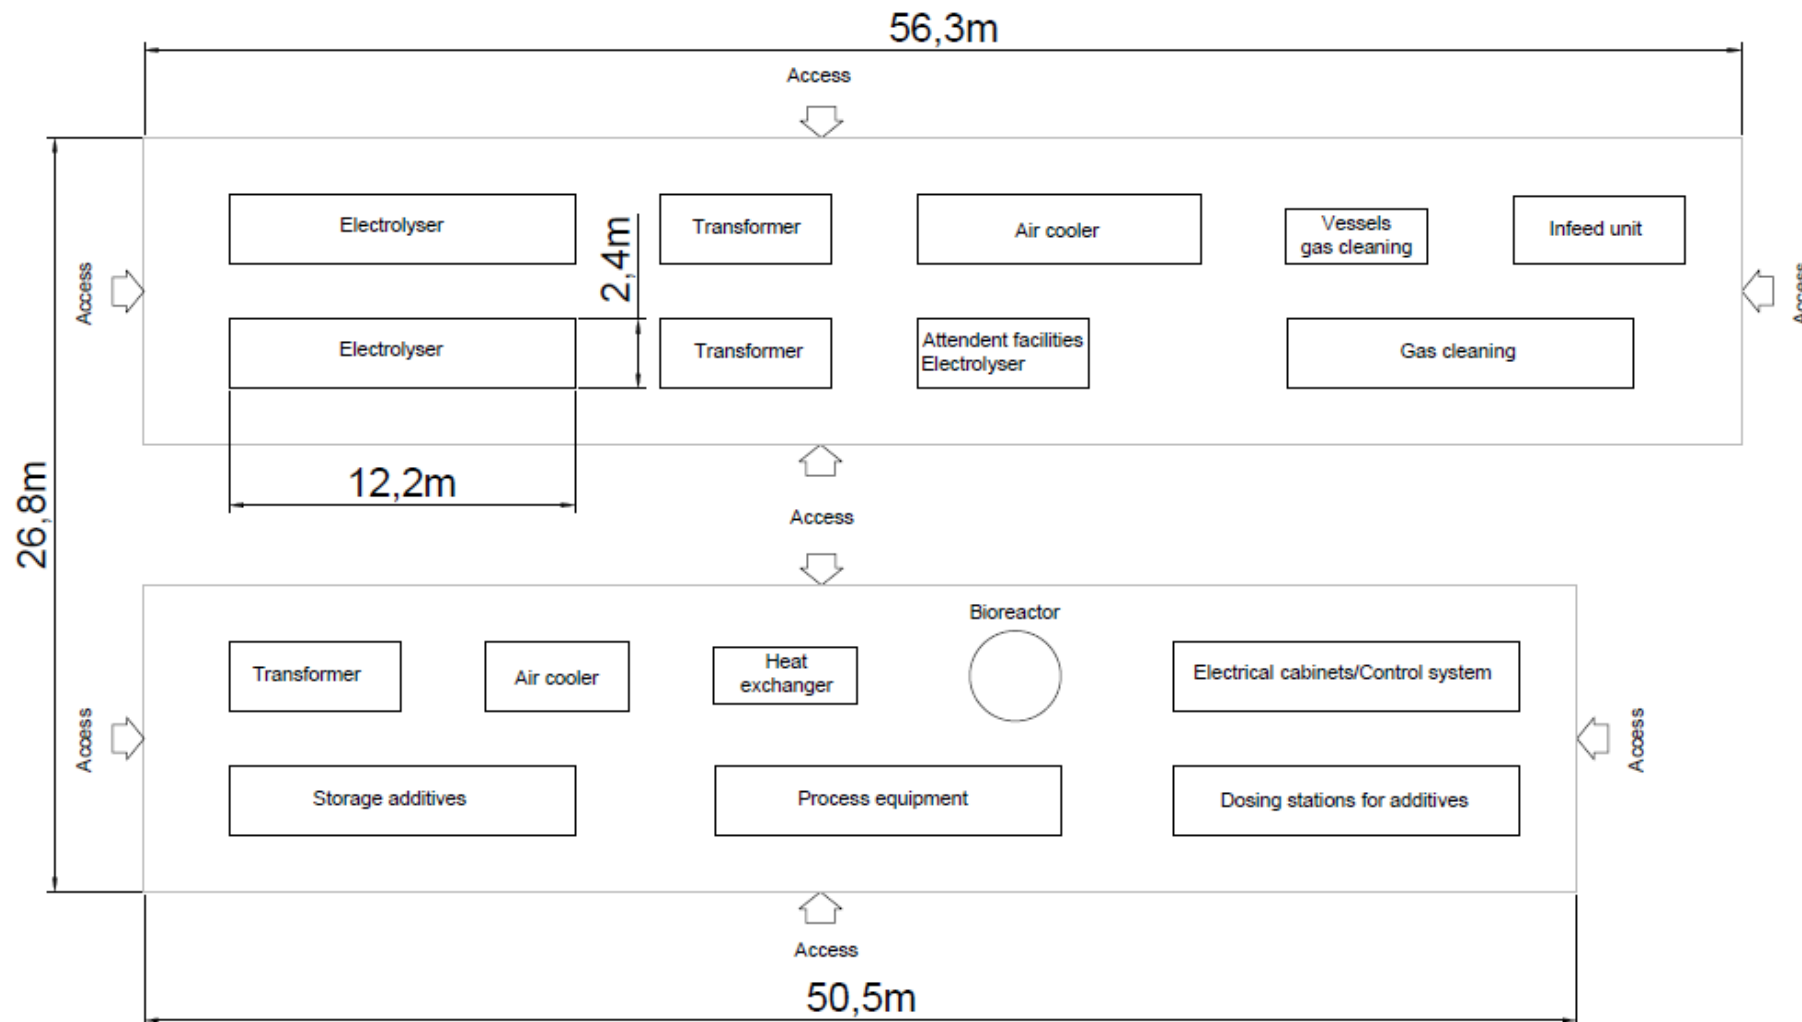 56,3m
Access
Electrolyser
Transformer
Air cooler
Vessels
gas cleaning
Infeed unit
2,4m
Access
Access
Electrolyser
Transformer
Attendent facilities
Electrolyser
Gas cleaning
12,2m
26,8m
Access
Bioreactor
Transformer
Air cooler
Heat
exchanger
Electrical cabinets/Control system
Access
Access
Storage additives
Process equipment
Dosing stations for additives
Access
50,5m